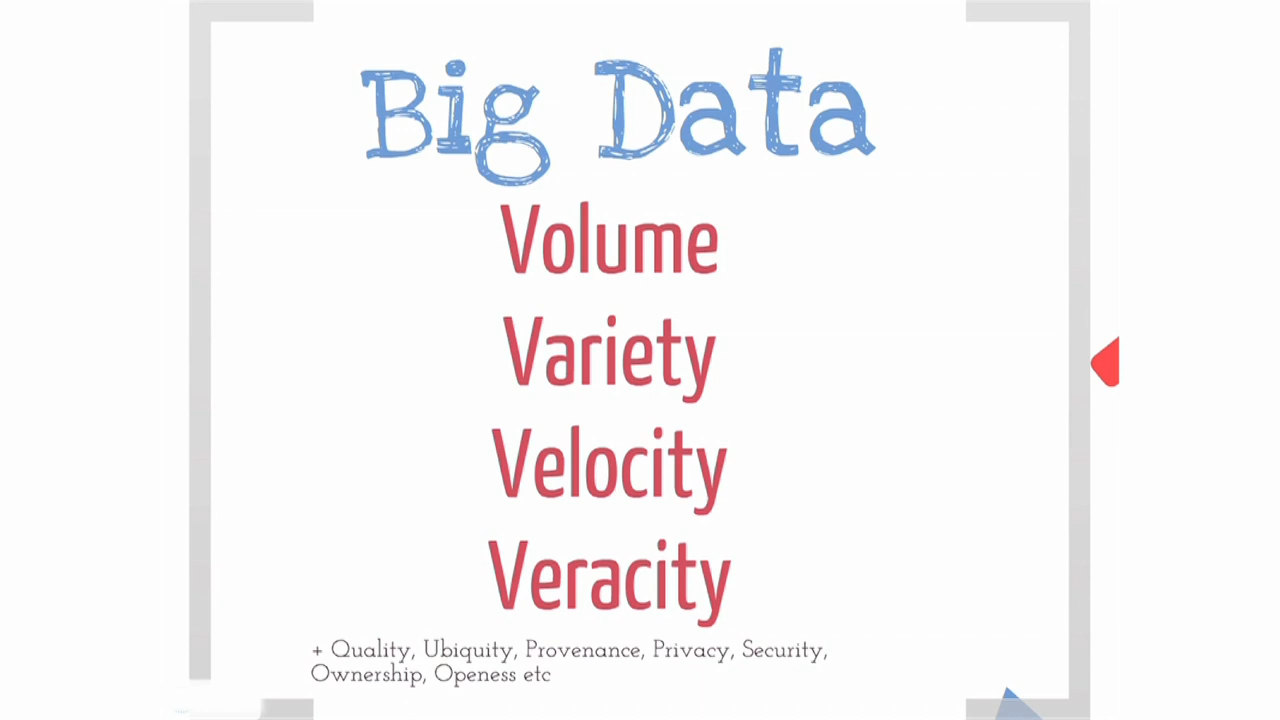 Big Data
Volume
Variety
Velocity
Veracity
+ Quality, Ubiquity, Provenance, Privacy, Security,
Ownership, Openess etc